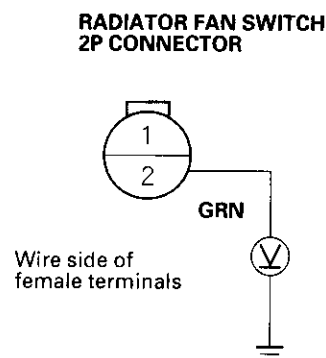 RADIATOR FAN SWITCH
2P CONNECTOR
1
2
GRN
V
Wire side of
female terminals